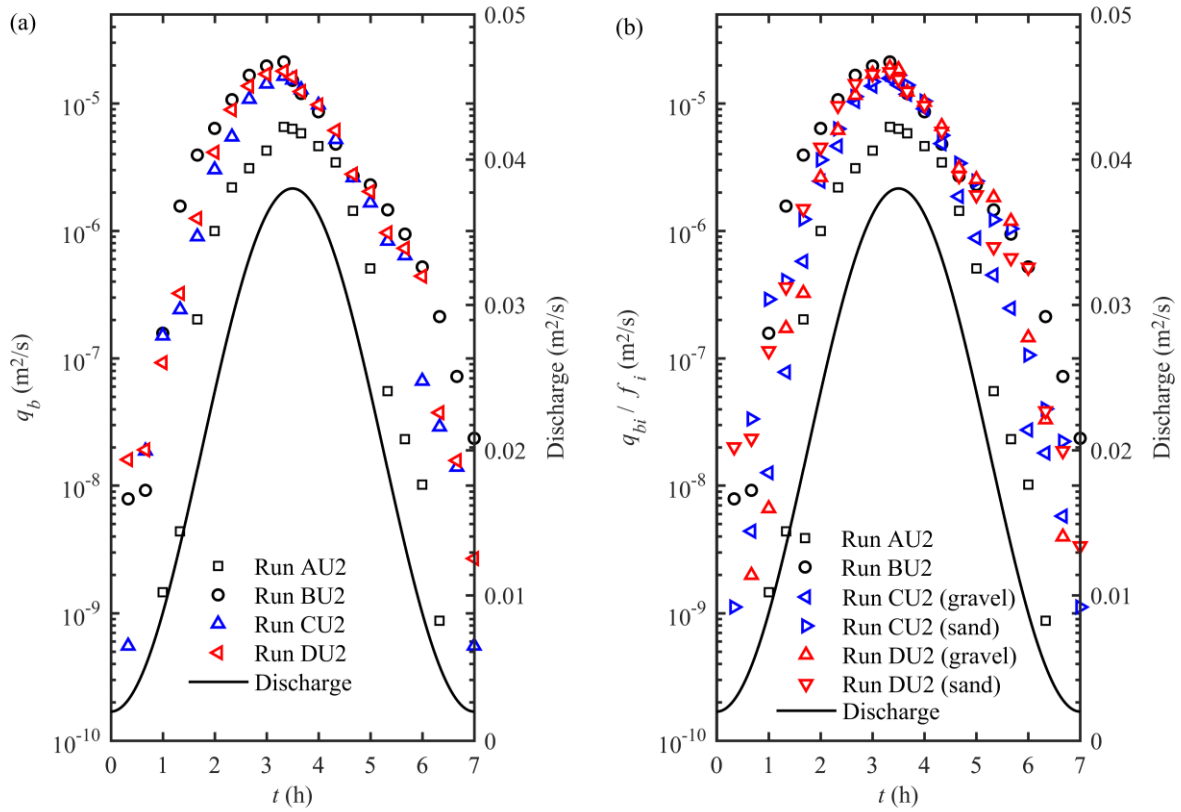 (a)
q_b (m²/s)
10⁻⁵
10⁻⁶
10⁻⁷
10⁻⁸
10⁻⁹
10⁻¹⁰
Run AU2
Run BU2
Run CU2
Run DU2
Discharge
0 1 2 3 4 5 6 7
t (h)
0.05
0.04
0.03
0.02
0.01
0
Discharge (m²/s)
(b)
q_bi / f_i (m²/s)
10⁻⁵
10⁻⁶
10⁻⁷
10⁻⁸
10⁻⁹
10⁻¹⁰
Run AU2
Run BU2
Run CU2 (gravel)
Run CU2 (sand)
Run DU2 (gravel)
Run DU2 (sand)
Discharge
0 1 2 3 4 5 6 7
t (h)
0.05
0.04
0.03
0.02
0.01
0
Discharge (m²/s)